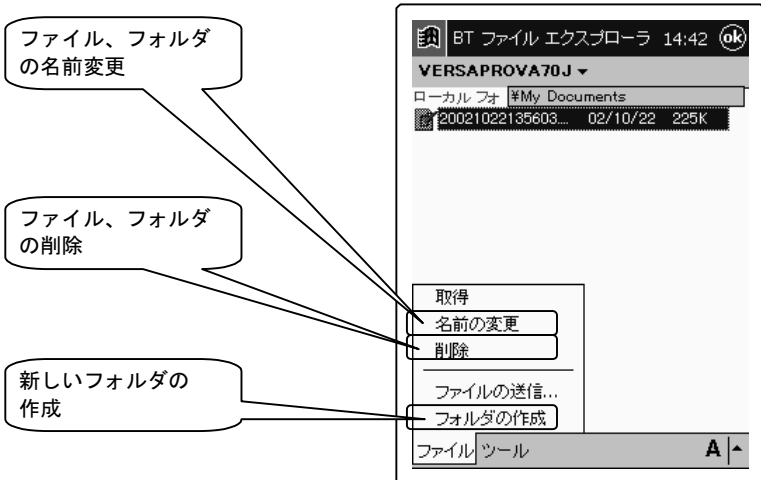 ファイル、フォルダ
の名前変更
ファイル、フォルダ
の削除
新しいフォルダの
作成
BT ファイル エクスプローラ 14:42 ok
VERSAPROVA70J
ローカル フォ ¥My Documents
20021022135603... 02/10/22 225K
取得
名前の変更
削除
ファイルの送信...
フォルダの作成
ファイル ツール A